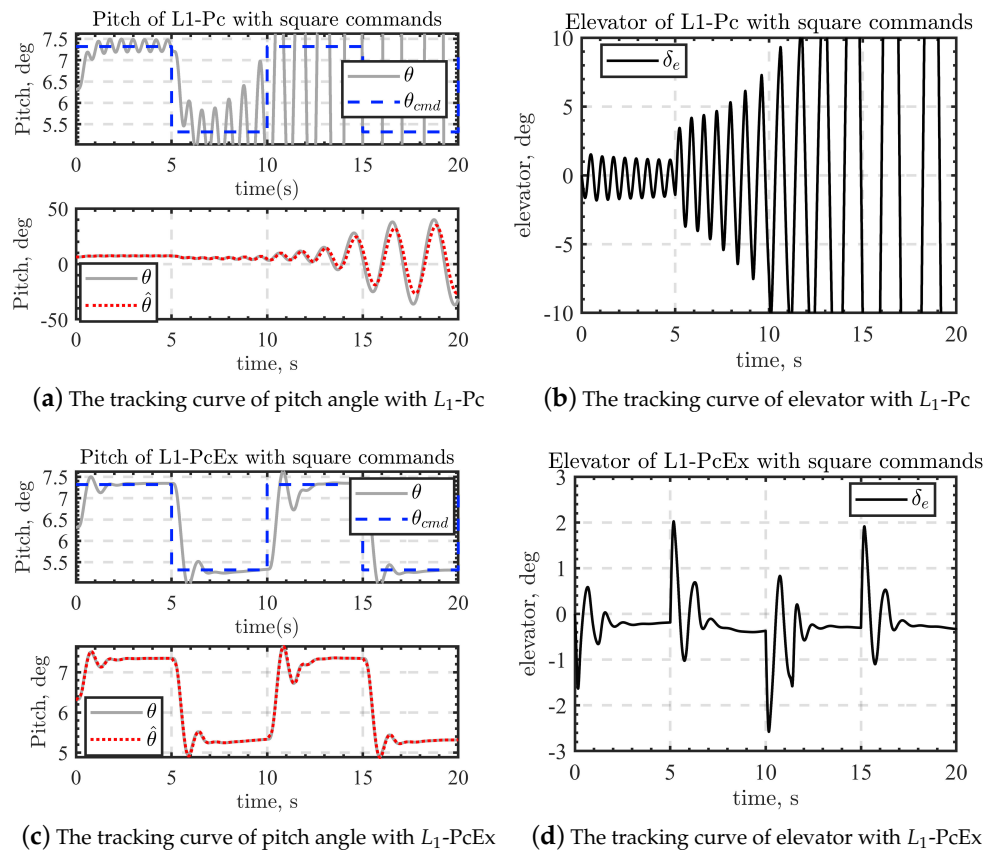 Pitch of L1-Pc with square commands
7.5
6.5
5.5
Pitch, deg
θ
θcmd
0 5 10 15 20
time(s)
50
0
-50
Pitch, deg
θ
θ̂
0 5 10 15 20
time, s
(a) The tracking curve of pitch angle with L1-Pc
Elevator of L1-Pc with square commands
10
5
0
-5
-10
elevator, deg
δe
0 5 10 15 20
time, s
(b) The tracking curve of elevator with L1-Pc
Pitch of L1-PcEx with square commands
7.5
6.5
5.5
Pitch, deg
θ
θcmd
0 5 10 15 20
time(s)
7
6
5
Pitch, deg
θ
θ̂
0 5 10 15 20
time, s
(c) The tracking curve of pitch angle with L1-PcEx
Elevator of L1-PcEx with square commands
3
2
1
0
-1
-2
-3
elevator, deg
δe
0 5 10 15 20
time, s
(d) The tracking curve of elevator with L1-PcEx